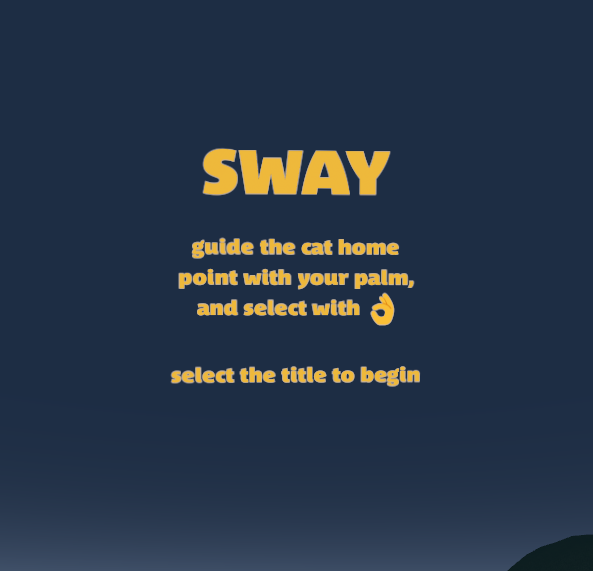 SWAY
guide the cat home
point with your palm,
and select with 👌
select the title to begin